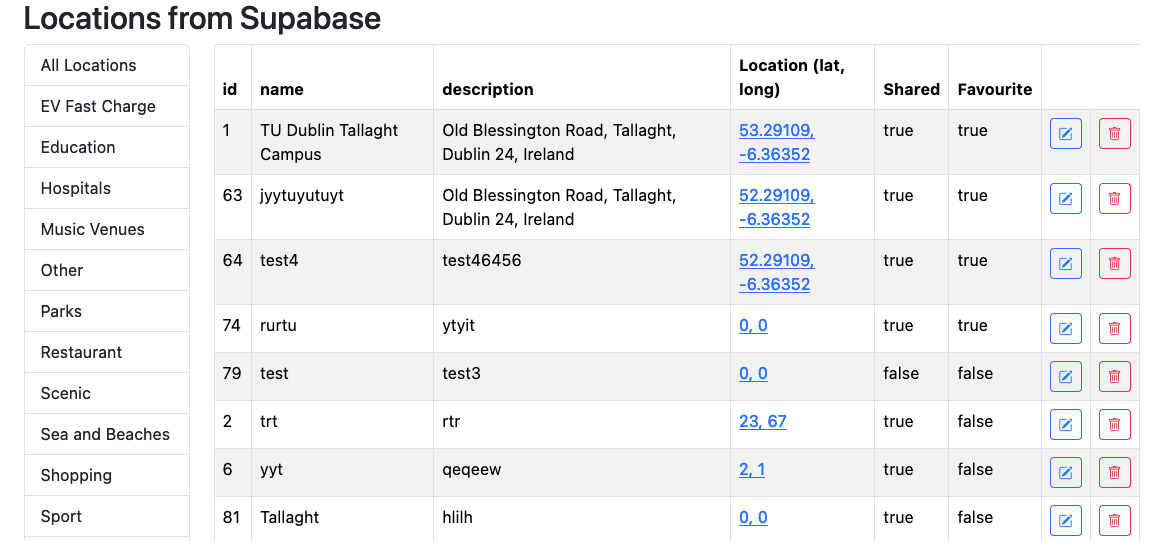 Locations from Supabase
All Locations
EV Fast Charge
Education
Hospitals
Music Venues
Other
Parks
Restaurant
Scenic
Sea and Beaches
Shopping
Sport
id name description Location (lat, long) Shared Favourite
1 TU Dublin Tallaght Campus Old Blessington Road, Tallaght, Dublin 24, Ireland 53.29109, -6.36352 true true
63 jyytuyutuyt Old Blessington Road, Tallaght, Dublin 24, Ireland 52.29109, -6.36352 true true
64 test4 test46456 52.29109, -6.36352 true true
74 rurtu ytyit 0, 0 true true
79 test test3 0, 0 false false
2 trt rtr 23, 67 true false
6 yyt qeqeew 2, 1 true false
81 Tallaght hlilh 0, 0 true false